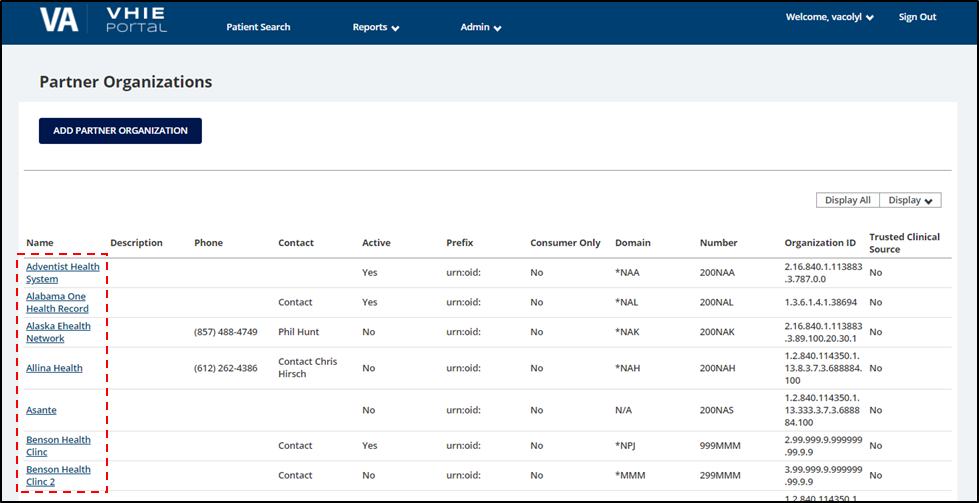 VA VHIE PORTAL Patient Search Reports Admin Welcome, vacolyl Sign Out
Partner Organizations
ADD PARTNER ORGANIZATION
Display All Display
Name Description Phone Contact Active Prefix Consumer Only Domain Number Organization ID Trusted Clinical Source
Adventist Health System Yes urn:oid: No *NAA 200NAA 2.16.840.1.113883.3.787.0.0 No
Alabama One Health Record Contact Yes urn:oid: No *NAL 200NAL 1.3.6.1.4.1.38694 No
Alaska Ehealth Network (857) 488-4749 Phil Hunt No urn:oid: No *NAK 200NAK 2.16.840.1.113883.3.89.100.20.30.1 No
Allina Health (612) 262-4386 Contact Chris Hirsch No urn:oid: No *NAH 200NAH 1.2.840.114350.1.13.8.3.7.3.688884.100 No
Asante No urn:oid: No N/A 200NAS 1.2.840.114350.1.13.333.3.7.3.688884.100 No
Benson Health Clinc Contact Yes urn:oid: No *NPJ 999MMM 2.99.999.9.999999.99.9.9 No
Benson Health Clinc 2 Contact No urn:oid: No *MMM 299MMM 3.99.999.9.999999.99.9.9 No
1.2.840.114350.1.